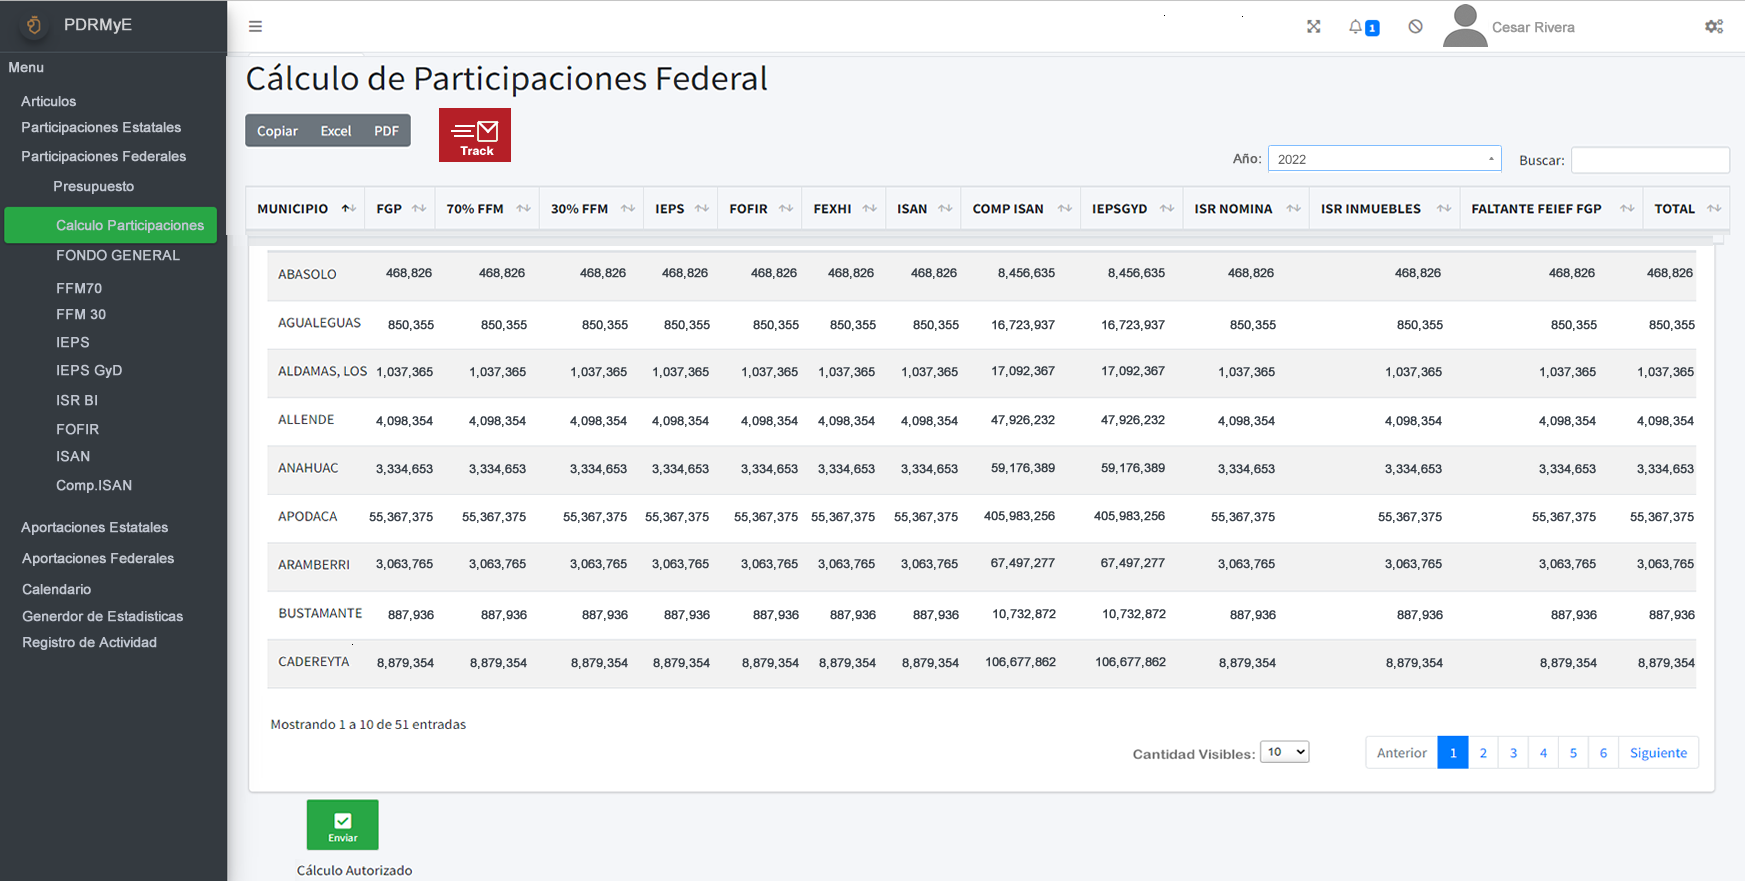 PDRMyE
1
Cesar Rivera
Menu
Articulos
Participaciones Estatales
Participaciones Federales
Presupuesto
Calculo Participaciones
FONDO GENERAL
FFM70
FFM 30
IEPS
IEPS GyD
ISR BI
FOFIR
ISAN
Comp.ISAN
Aportaciones Estatales
Aportaciones Federales
Calendario
Generdor de Estadisticas
Registro de Actividad
Cálculo de Participaciones Federal
Copiar Excel PDF
Track
Año: 2022 Buscar:
MUNICIPIO FGP 70% FFM 30% FFM IEPS FOFIR FEXHI ISAN COMP ISAN IEPSGYD ISR NOMINA ISR INMUEBLES FALTANTE FEIEF FGP TOTAL
ABASOLO 468,826 468,826 468,826 468,826 468,826 468,826 468,826 8,456,635 8,456,635 468,826 468,826 468,826 468,826
AGUALEGUAS 850,355 850,355 850,355 850,355 850,355 850,355 850,355 16,723,937 16,723,937 850,355 850,355 850,355 850,355
ALDAMAS, LOS 1,037,365 1,037,365 1,037,365 1,037,365 1,037,365 1,037,365 1,037,365 17,092,367 17,092,367 1,037,365 1,037,365 1,037,365 1,037,365
ALLENDE 4,098,354 4,098,354 4,098,354 4,098,354 4,098,354 4,098,354 4,098,354 47,926,232 47,926,232 4,098,354 4,098,354 4,098,354 4,098,354
ANAHUAC 3,334,653 3,334,653 3,334,653 3,334,653 3,334,653 3,334,653 3,334,653 59,176,389 59,176,389 3,334,653 3,334,653 3,334,653 3,334,653
APODACA 55,367,375 55,367,375 55,367,375 55,367,375 55,367,375 55,367,375 55,367,375 405,983,256 405,983,256 55,367,375 55,367,375 55,367,375 55,367,375
ARAMBERRI 3,063,765 3,063,765 3,063,765 3,063,765 3,063,765 3,063,765 3,063,765 67,497,277 67,497,277 3,063,765 3,063,765 3,063,765 3,063,765
BUSTAMANTE 887,936 887,936 887,936 887,936 887,936 887,936 887,936 10,732,872 10,732,872 887,936 887,936 887,936 887,936
CADEREYTA 8,879,354 8,879,354 8,879,354 8,879,354 8,879,354 8,879,354 8,879,354 106,677,862 106,677,862 8,879,354 8,879,354 8,879,354 8,879,354
Mostrando 1 a 10 de 51 entradas
Cantidad Visibles: 10
Anterior 1 2 3 4 5 6 Siguiente
Enviar
Cálculo Autorizado